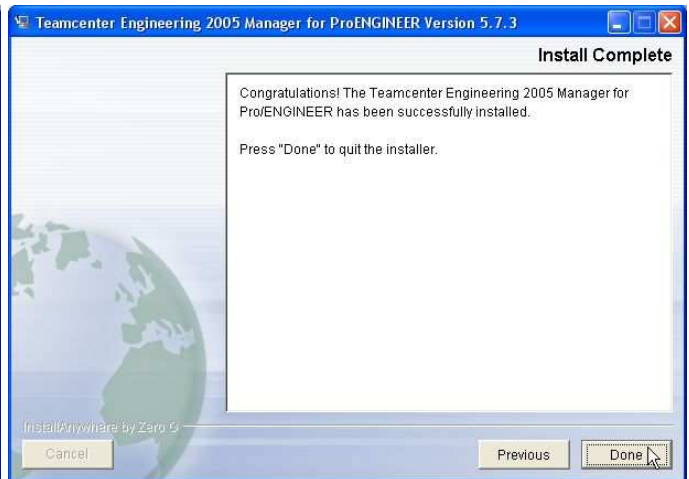 Teamcenter Engineering 2005 Manager for ProENGINEER Version 5.7.3
Install Complete
Congratulations! The Teamcenter Engineering 2005 Manager for
Pro/ENGINEER has been successfully installed.
Press "Done" to quit the installer.
InstallAnywhere by Zero G
Cancel
Previous
Done